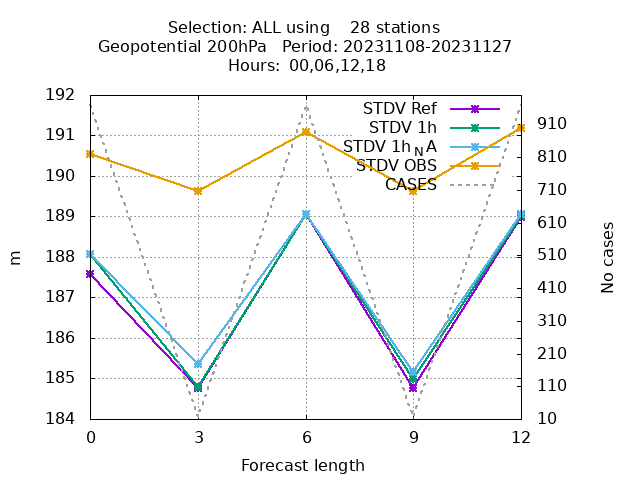 Selection: ALL using    28 stations
Geopotential 200hPa   Period: 20231108-20231127
Hours: 00,06,12,18
192
191
190
189
188
187
186
185
184
m
STDV Ref
STDV 1h
STDV 1h_NA
STDV OBS
CASES
910
810
710
610
510
410
310
210
110
10
No cases
0 3 6 9 12
Forecast length